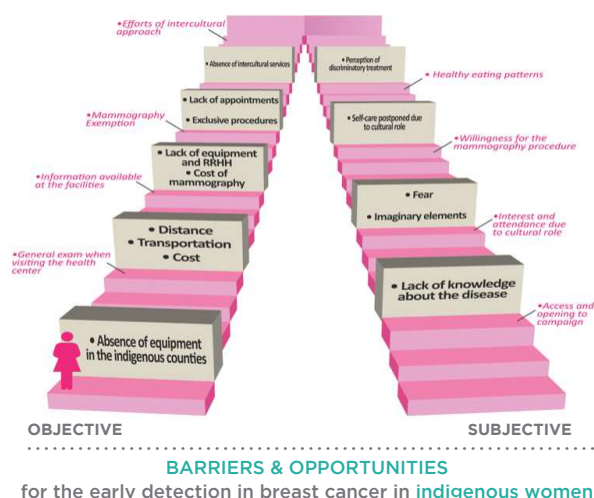 •Efforts of intercultural
approach
• Absence of intercultural services
• Lack of appointments
• Exclusive procedures
•Mammography
Exemption
• Lack of equipment
and RRHH
• Cost of
mammography
•Information available
at the facilities
• Distance
• Transportation
• Cost
•General exam when
visiting the health
center
• Absence of equipment
in the indigenous counties
• Perception of
discriminatory treatment
• Healthy eating patterns
• Self-care postponed due
to cultural role
•Willingness for the
mammography procedure
• Fear
• Imaginary elements
•Interest and
attendance due
to cultural role
• Lack of knowledge
about the disease
•Access and
opening to
campaign
OBJECTIVE
SUBJECTIVE
BARRIERS & OPPORTUNITIES
for the early detection in breast cancer in indigenous women